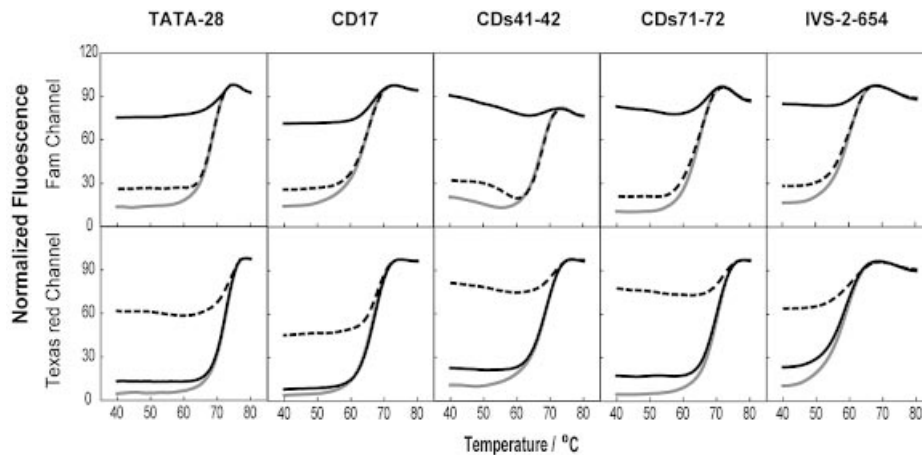 TATA-28 CD17 CDs41-42 CDs71-72 IVS-2-654
Normalized Fluoescence
Fam Channel
120
90
60
30
0
Texas red Channel
90
60
30
0
40 50 60 70 80 40 50 60 70 80 40 50 60 70 80 40 50 60 70 80 40 50 60 70 80
Temperature / ºC